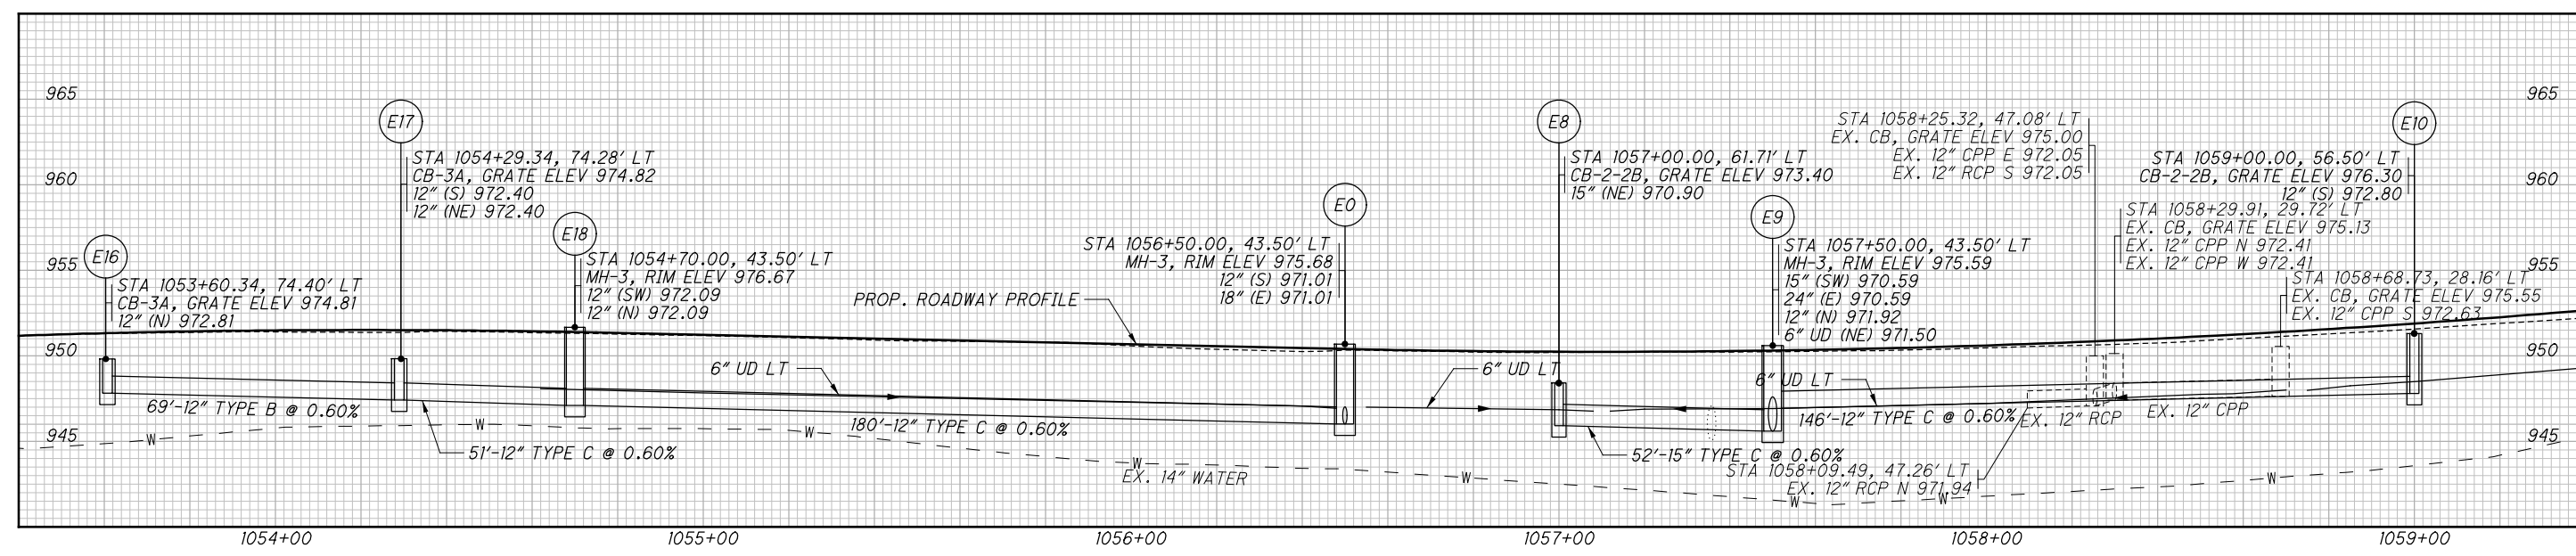 965
960
955
950
945
E16
STA 1053+60.34, 74.40' LT
CB-3A, GRATE ELEV 974.81
12" (N) 972.81
E17
STA 1054+29.34, 74.28' LT
CB-3A, GRATE ELEV 974.82
12" (S) 972.40
12" (NE) 972.40
E18
STA 1054+70.00, 43.50' LT
MH-3, RIM ELEV 976.67
12" (SW) 972.09
12" (N) 972.09
PROP. ROADWAY PROFILE
6" UD LT
E0
STA 1056+50.00, 43.50' LT
MH-3, RIM ELEV 975.68
12" (S) 971.01
18" (E) 971.01
6" UD LT
E8
STA 1057+00.00, 61.71' LT
CB-2-2B, GRATE ELEV 973.40
15" (NE) 970.90
E9
STA 1057+50.00, 43.50' LT
MH-3, RIM ELEV 975.59
15" (SW) 970.59
24" (E) 970.59
12" (N) 971.92
6" UD (NE) 971.50
6" UD LT
STA 1058+25.32, 47.08' LT
EX. CB, GRATE ELEV 975.00
EX. 12" CPP E 972.05
EX. 12" RCP S 972.05
E10
STA 1059+00.00, 56.50' LT
CB-2-2B, GRATE ELEV 976.30
12" (S) 972.80
STA 1058+29.91, 29.72' LT
EX. CB, GRATE ELEV 975.13
EX. 12" CPP N 972.41
EX. 12" CPP W 972.41
STA 1058+68.73, 28.16' LT
EX. CB, GRATE ELEV 975.55
EX. 12" CPP S 972.63
965
960
955
950
945
69'-12" TYPE B @ 0.60%
51'-12" TYPE C @ 0.60%
180'-12" TYPE C @ 0.60%
52'-15" TYPE C @ 0.60%
146'-12" TYPE C @ 0.60%
EX. 12" RCP
EX. 12" CPP
STA 1058+09.49, 47.26' LT
EX. 12" RCP N 971.94
EX. 14" WATER
W
W
W
W
W
W
W
W
1054+00
1055+00
1056+00
1057+00
1058+00
1059+00